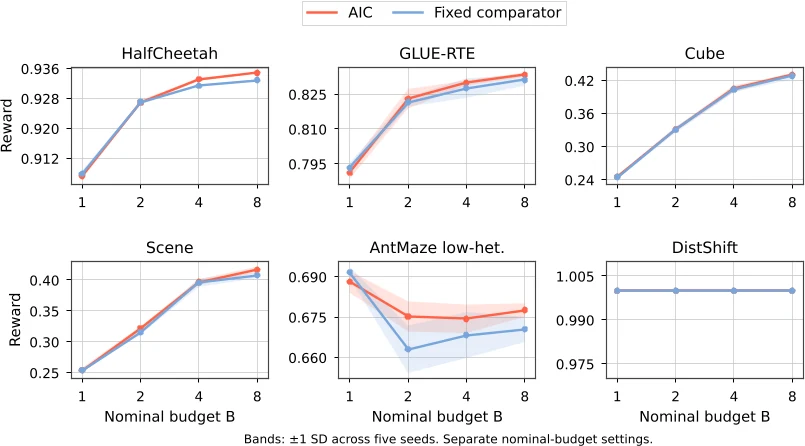 AIC Fixed comparator
HalfCheetah GLUE-RTE Cube
Reward
0.936
0.928
0.920
0.912
1 2 4 8
0.825
0.810
0.795
1 2 4 8
0.42
0.36
0.30
0.24
1 2 4 8
Scene AntMaze low-het. DistShift
Reward
0.40
0.35
0.30
0.25
1 2 4 8
0.690
0.675
0.660
1 2 4 8
1.005
0.990
0.975
1 2 4 8
Nominal budget B Nominal budget B Nominal budget B
Bands: ±1 SD across five seeds. Separate nominal-budget settings.